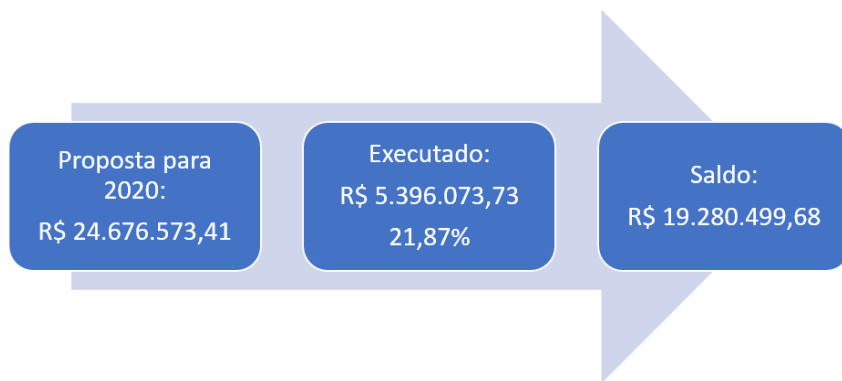 Proposta para
2020:
R$ 24.676.573,41
Executado:
R$ 5.396.073,73
21,87%
Saldo:
R$ 19.280.499,68